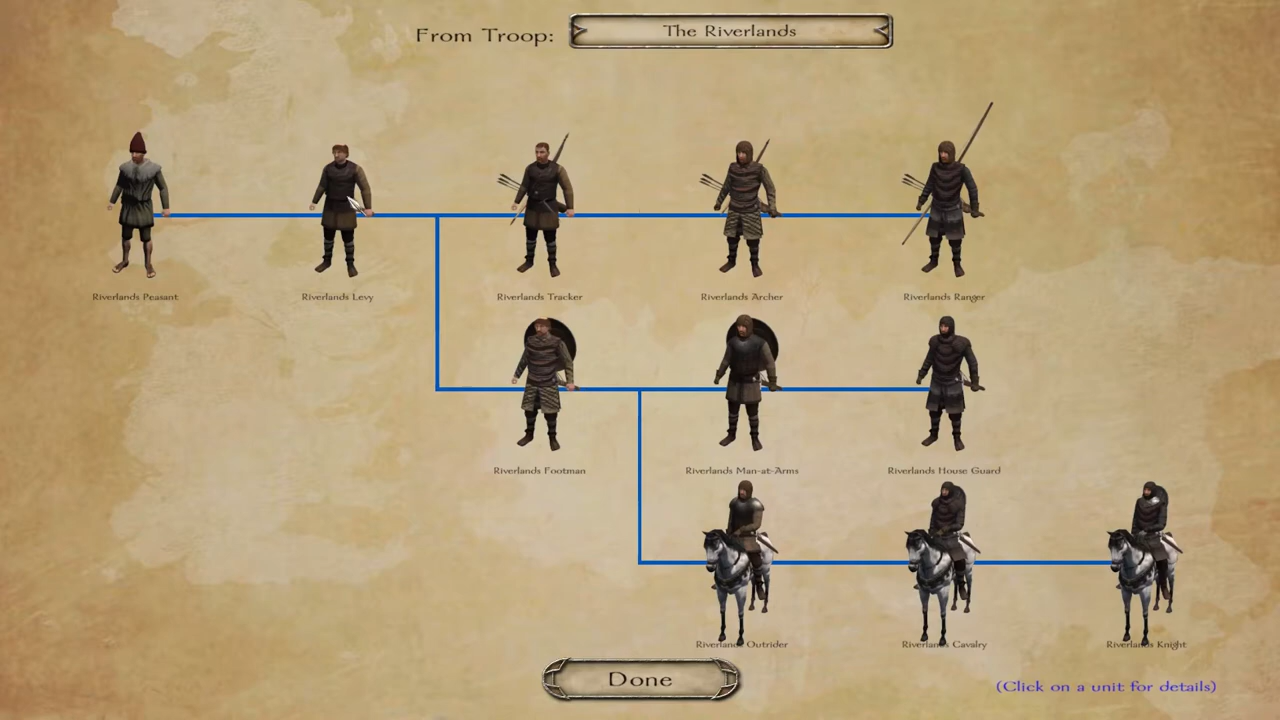 From Troop:
The Riverlands
Riverlands Peasant
Riverlands Levy
Riverlands Tracker
Riverlands Archer
Riverlands Ranger
Riverlands Footman
Riverlands Man-at-Arms
Riverlands House Guard
Riverlands Outrider
Riverlands Cavalry
Riverlands Knight
Done
(Click on a unit for details)